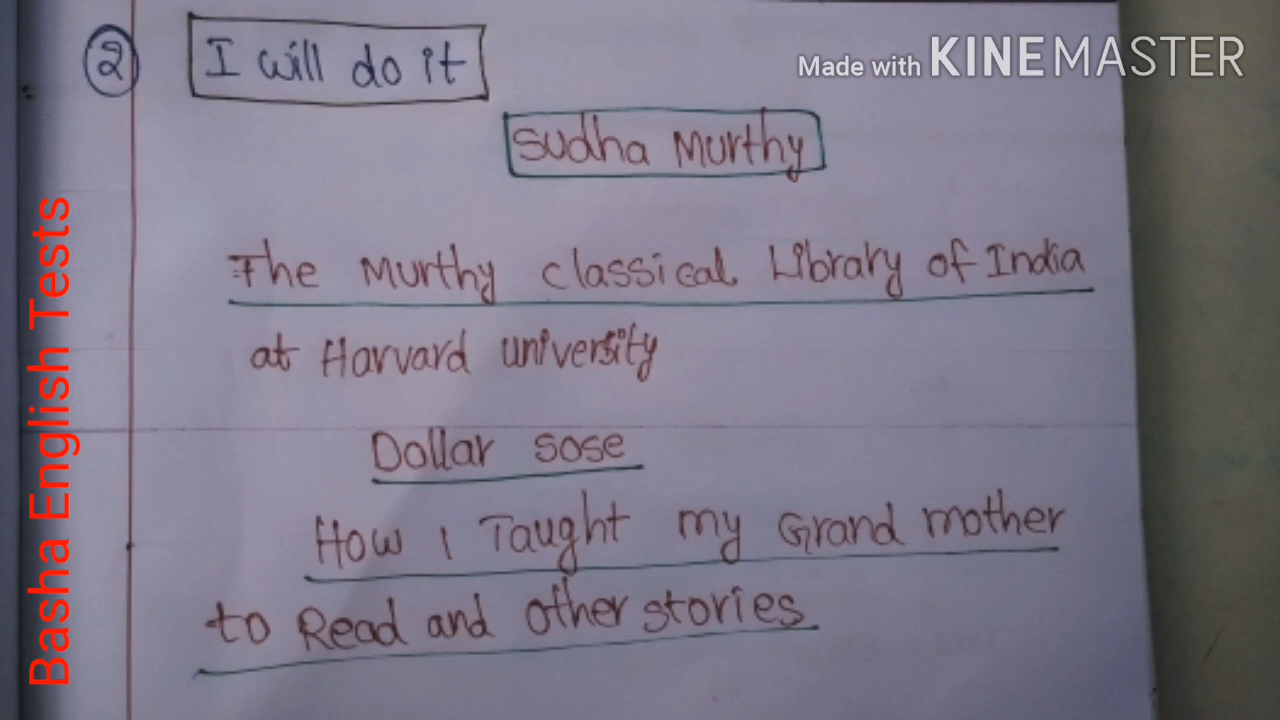 ② I will do it
Made with KINEMASTER
Sudha Murthy
The Murthy classical Library of India
at Harvard university
Dollar sose
How I Taught my Grand mother
to Read and other stories
Basha English Tests